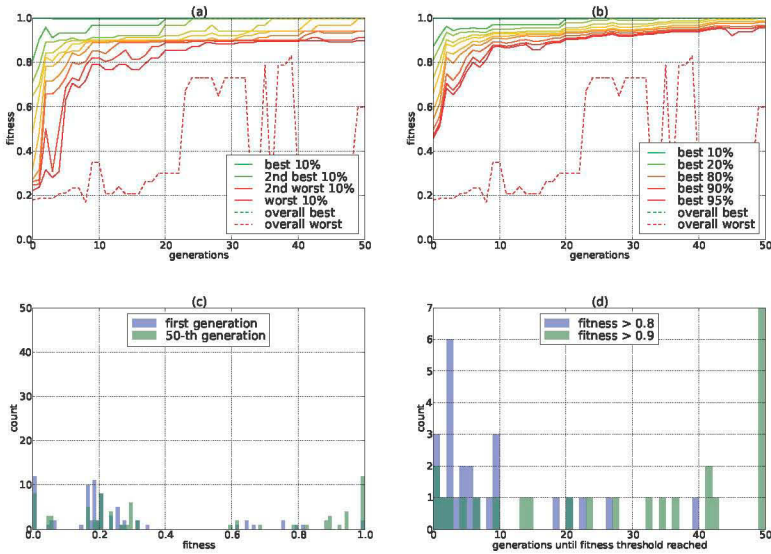 (a)
1.0
0.8
0.6
0.4
0.2
0.0
fitness
best 10%
2nd best 10%
2nd worst 10%
worst 10%
overall best
overall worst
0 10 20 30 40 50
generations
(b)
1.0
0.8
0.6
0.4
0.2
0.0
fitness
best 10%
best 20%
best 80%
best 90%
best 95%
overall best
overall worst
0 10 20 30 40 50
generations
(c)
50
40
30
20
10
0
count
first generation
50-th generation
0.0 0.2 0.4 0.6 0.8 1.0
fitness
(d)
7
6
5
4
3
2
1
0
count
fitness > 0.8
fitness > 0.9
0 10 20 30 40 50
generations until fitness threshold reached